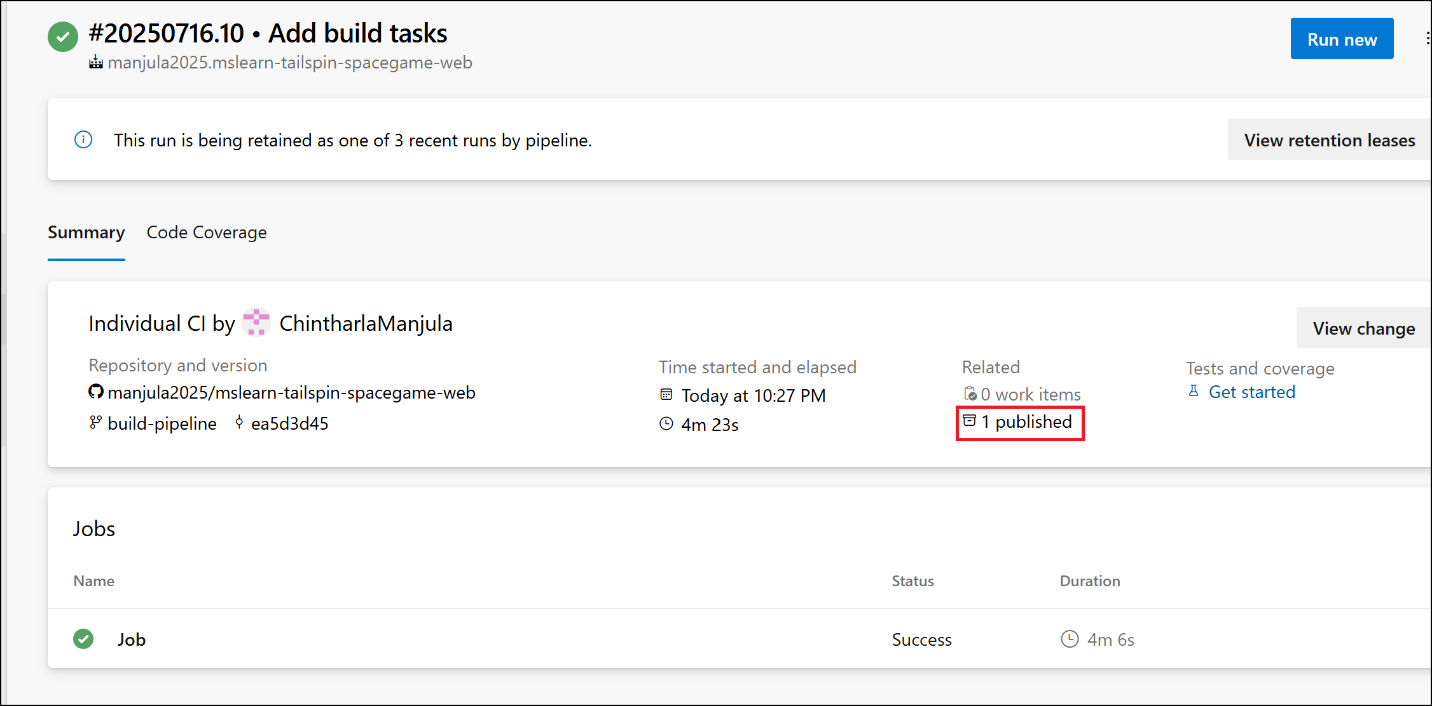 #20250716.10 • Add build tasks
Run new
manjula2025.mslearn-tailspin-spacegame-web
This run is being retained as one of 3 recent runs by pipeline.
View retention leases
Summary
Code Coverage
Individual CI by ChintharlaManjula
View change
Repository and version
Time started and elapsed
Related
Tests and coverage
manjula2025/mslearn-tailspin-spacegame-web
Today at 10:27 PM
0 work items
Get started
build-pipeline
ea5d3d45
4m 23s
1 published
Jobs
Name
Status
Duration
Job
Success
4m 6s